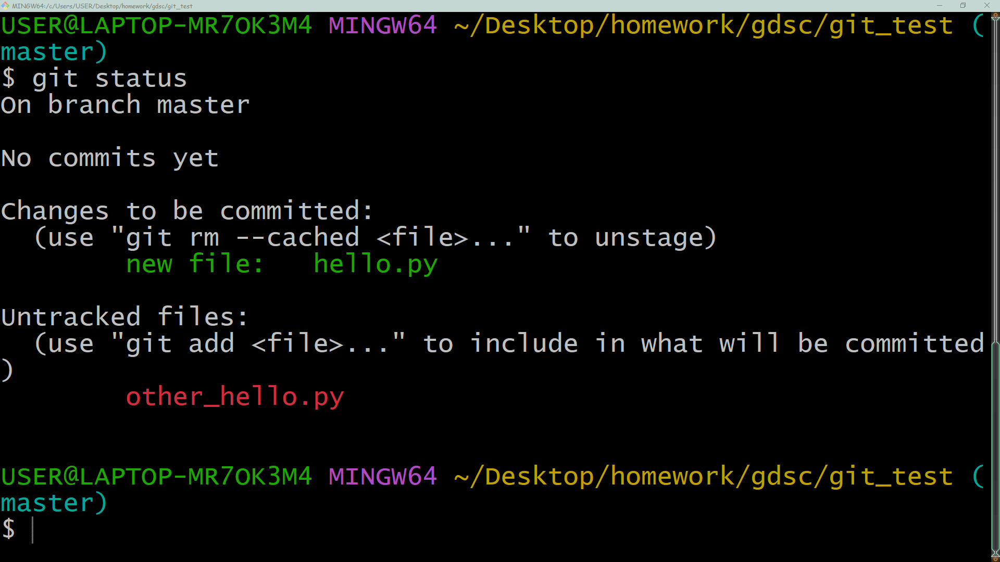 MINGW64:/c/Users/USER/Desktop/homework/gdsc/git_test
USER@LAPTOP-MR7OK3M4 MINGW64 ~/Desktop/homework/gdsc/git_test (
master)
$ git status
On branch master
No commits yet
Changes to be committed:
  (use "git rm --cached <file>..." to unstage)
        new file:   hello.py
Untracked files:
  (use "git add <file>..." to include in what will be committed
)
        other_hello.py
USER@LAPTOP-MR7OK3M4 MINGW64 ~/Desktop/homework/gdsc/git_test (
master)
$